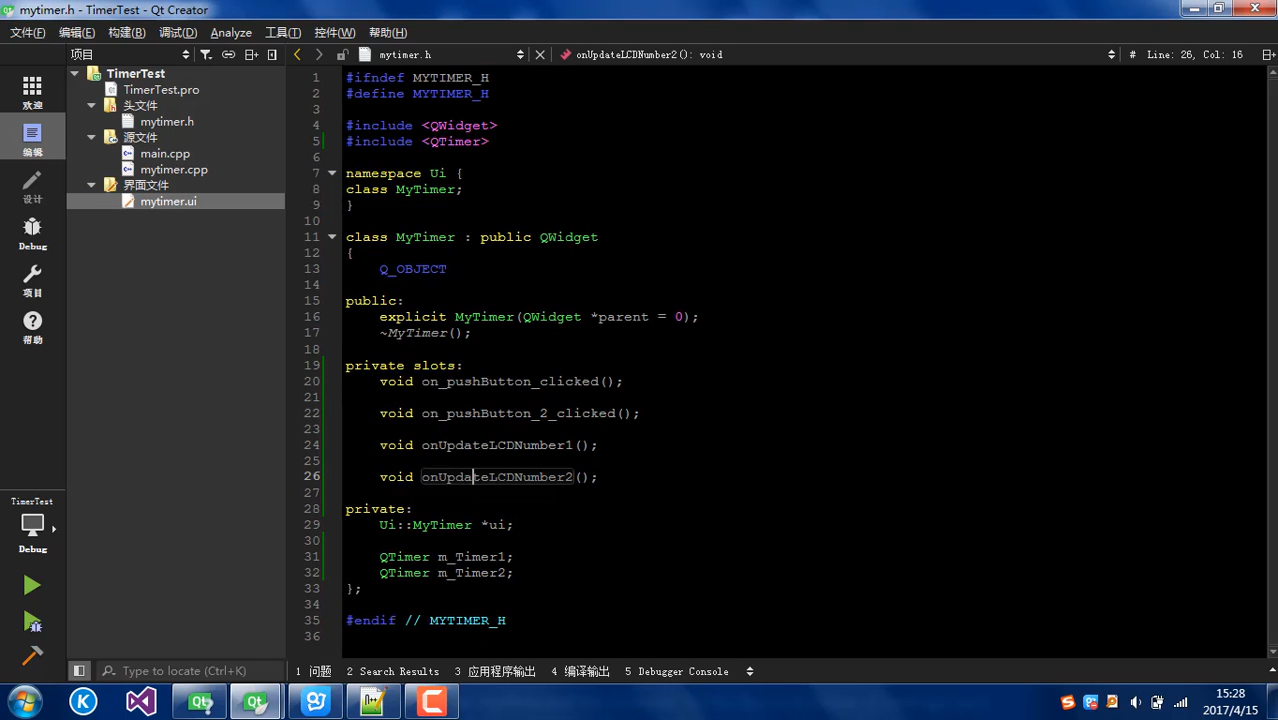 mytimer.h - TimerTest - Qt Creator
文件(F) 编辑(E) 构建(B) 调试(D) Analyze 工具(T) 控件(W) 帮助(H)
项目
mytimer.h
onUpdateLCDNumber2(): void
# Line: 26, Col: 16
欢迎
编辑
设计
Debug
项目
帮助
TimerTest
Debug
TimerTest
TimerTest.pro
头文件
mytimer.h
源文件
main.cpp
mytimer.cpp
界面文件
mytimer.ui
1 #ifndef MYTIMER_H
2 #define MYTIMER_H
3
4 #include <QWidget>
5 #include <QTimer>
6
7 namespace Ui {
8 class MyTimer;
9 }
10
11 class MyTimer : public QWidget
12 {
13 Q_OBJECT
14
15 public:
16 explicit MyTimer(QWidget *parent = 0);
17 ~MyTimer();
18
19 private slots:
20 void on_pushButton_clicked();
21
22 void on_pushButton_2_clicked();
23
24 void onUpdateLCDNumber1();
25
26 void onUpdateLCDNumber2();
27
28 private:
29 Ui::MyTimer *ui;
30
31 QTimer m_Timer1;
32 QTimer m_Timer2;
33 };
34
35 #endif // MYTIMER_H
36
Type to locate (Ctrl+K)
1 问题 2 Search Results 3 应用程序输出 4 编译输出 5 Debugger Console
15:28
2017/4/15